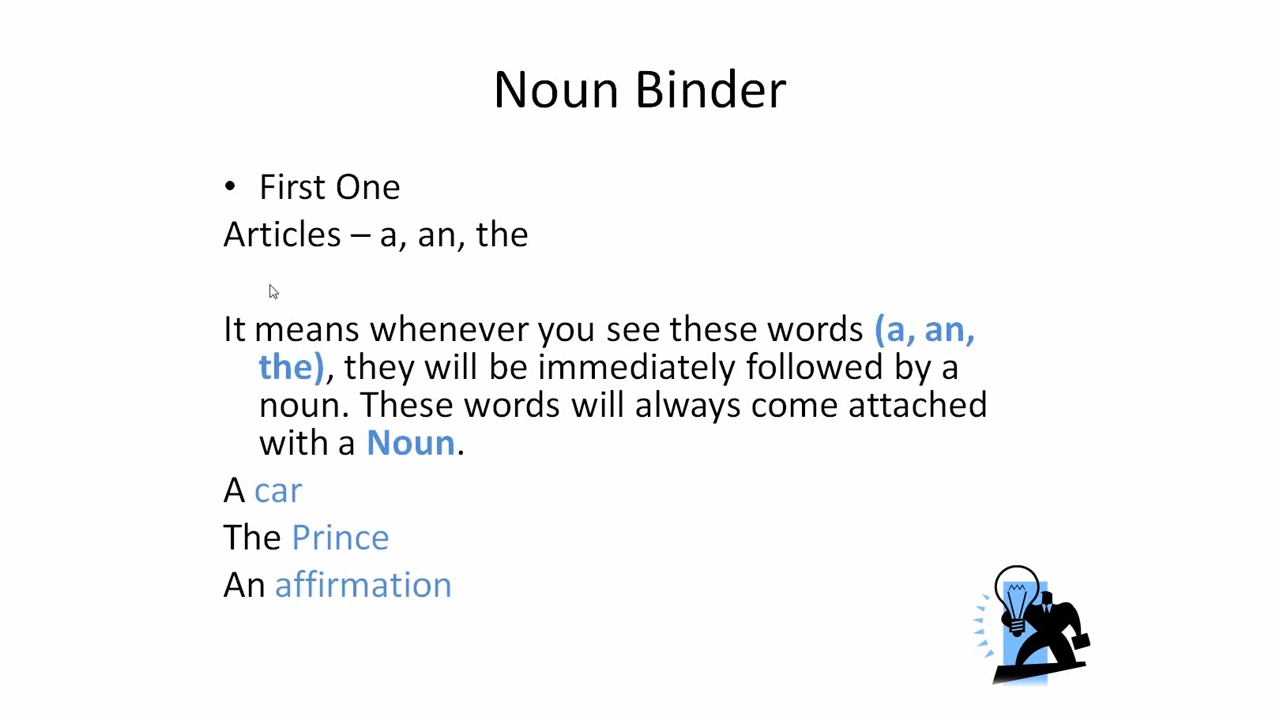 Noun Binder
• First One
Articles – a, an, the
It means whenever you see these words (a, an,
the), they will be immediately followed by a
noun. These words will always come attached
with a Noun.
A car
The Prince
An affirmation